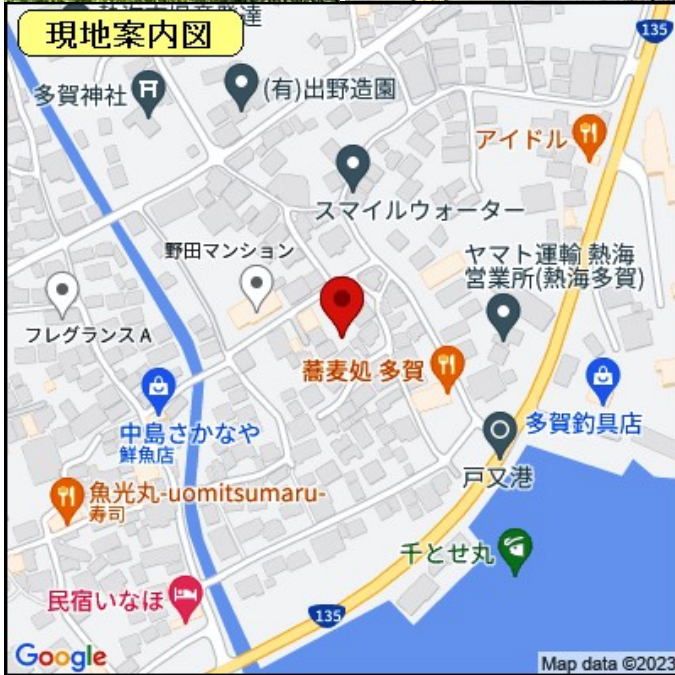 現地案内図
135
多賀神社
(有)出野造園
アイドル
スマイルウォーター
野田マンション
ヤマト運輸 熱海
営業所(熱海多賀)
フレグランス A
蕎麦処 多賀
中島さかなや
鮮魚店
多賀釣具店
戸又港
魚光丸-uomitsumaru-
寿司
千とせ丸
民宿いなほ
135
Google
Map data ©2023